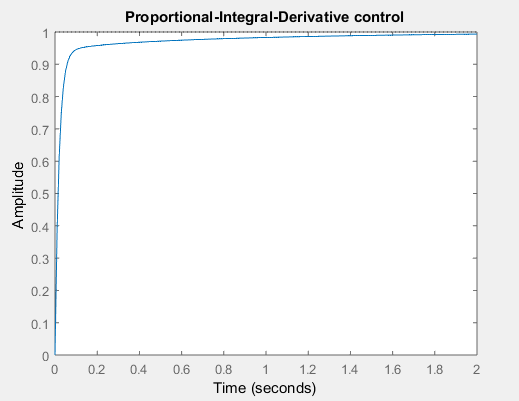 Proportional-Integral-Derivative control
1
0.9
0.8
0.7
0.6
0.5
0.4
0.3
0.2
0.1
0
Amplitude
0 0.2 0.4 0.6 0.8 1 1.2 1.4 1.6 1.8 2
Time (seconds)